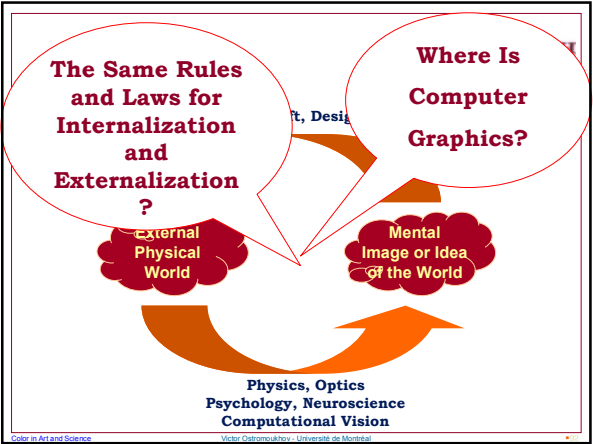 The Same Rules
and Laws for
Internalization
and
Externalization
?
Where Is
Computer
Graphics?
External
Physical
World
Mental
Image or Idea
of the World
Physics, Optics
Psychology, Neuroscience
Computational Vision
Color in Art and Science
Victor Ostromoukhov - Université de Montréal